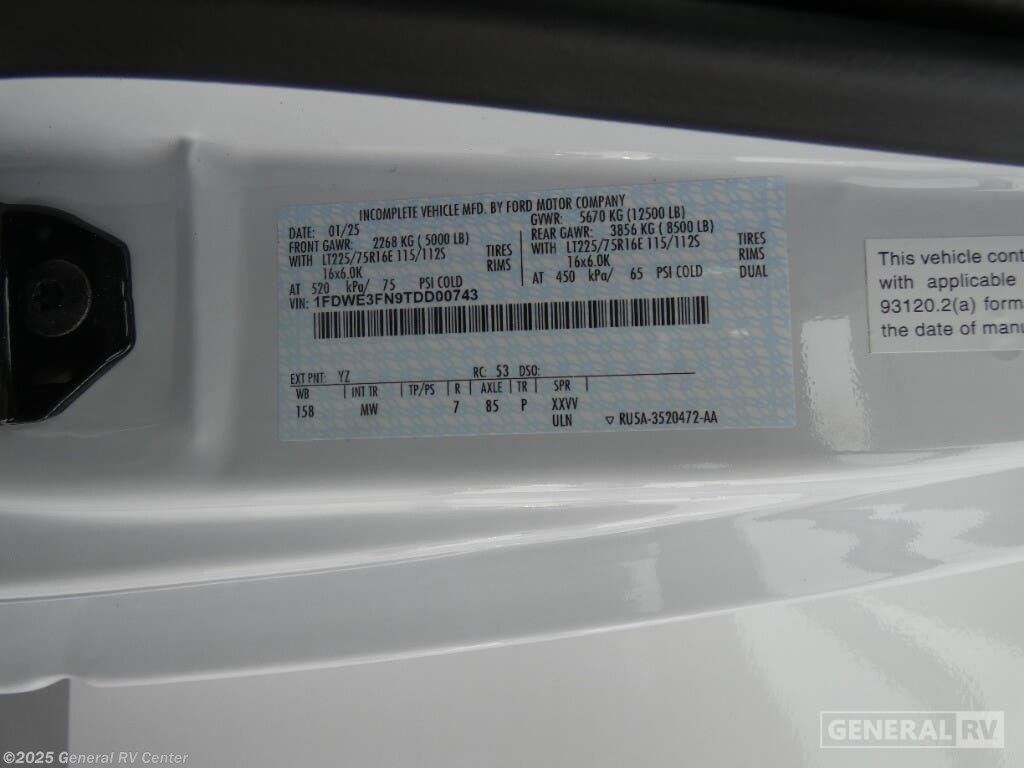 INCOMPLETE VEHICLE MFD. BY FORD MOTOR COMPANY
DATE: 01/25 GVWR: 5670 KG (12500 LB)
FRONT GAWR: 2268 KG ( 5000 LB) REAR GAWR: 3856 KG ( 8500 LB)
WITH LT225/75R16E 115/112S TIRES WITH LT225/75R16E 115/112S TIRES
16x6.0K RIMS 16x6.0K RIMS
AT 520 kPa/ 75 PSI COLD AT 450 kPa/ 65 PSI COLD DUAL
VIN: 1FDWE3FN9TDD00743
EXT PNT: YZ RC: 53 DSO:
WB INT TR TP/PS R AXLE TR SPR
158 MW 7 85 P XXVV
ULN RU5A-3520472-AA
This vehicle
with applicable
93120.2(a)
the date of
GENERAL RV
©2025 General RV Center